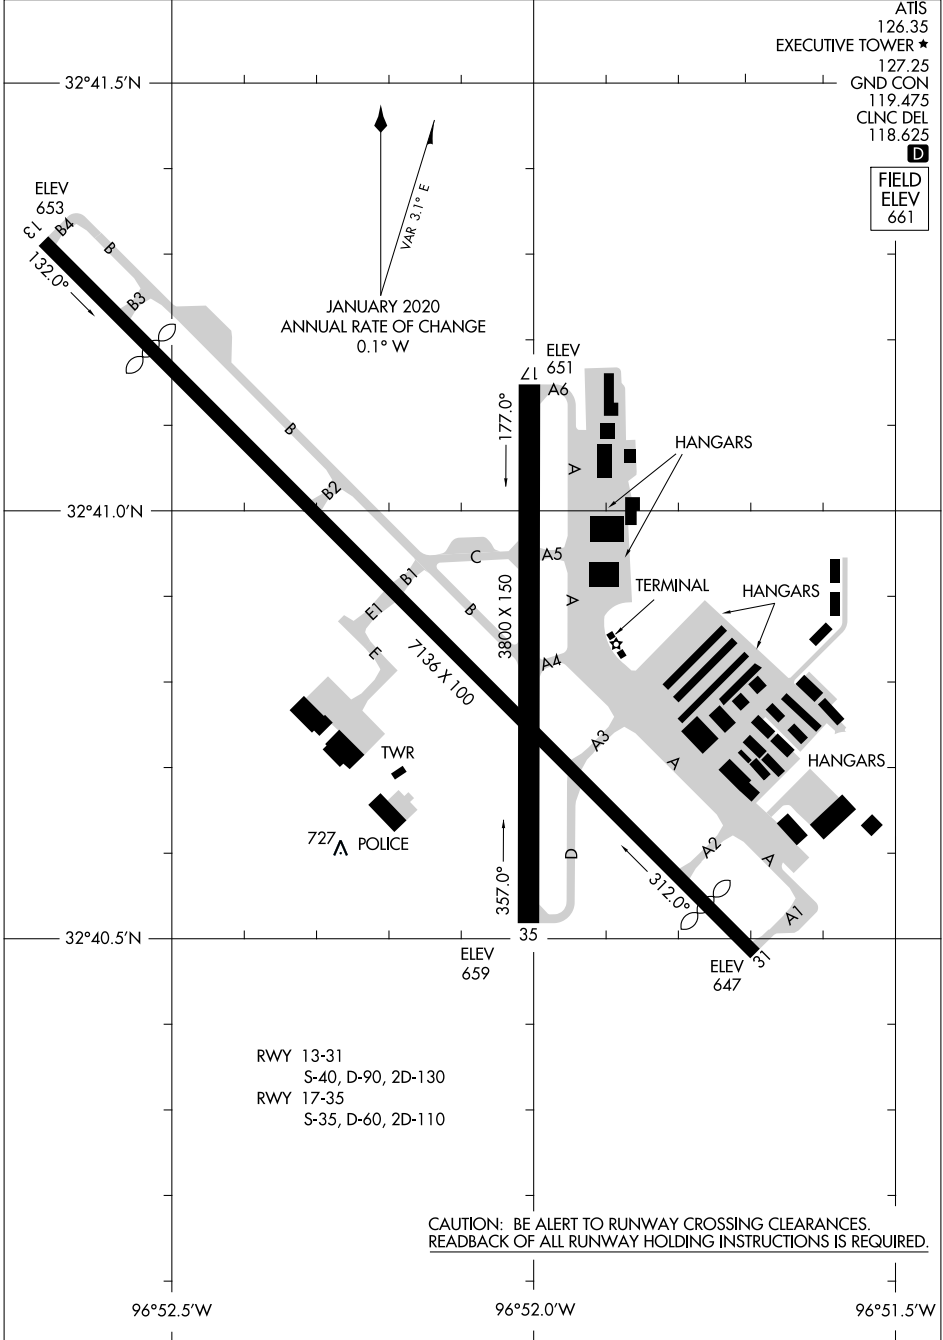 ATIS
126.35
EXECUTIVE TOWER ★
127.25
GND CON
119.475
CLNC DEL
118.625
D
FIELD
ELEV
661
32°41.5'N
VAR 3.1° E
JANUARY 2020
ANNUAL RATE OF CHANGE
0.1° W
ELEV
653
13
B4
B
132.0°
B3
ELEV
651
17
A6
177.0°
HANGARS
A
B
B2
32°41.0'N
C
A5
B1
TERMINAL
HANGARS
A
E1
B
3800 X 150
E
7136 X 100
A4
A3
A
TWR
HANGARS
727
POLICE
D
A2
A
312.0°
357.0°
A1
32°40.5'N
35
ELEV
659
31
ELEV
647
RWY 13-31
S-40, D-90, 2D-130
RWY 17-35
S-35, D-60, 2D-110
CAUTION: BE ALERT TO RUNWAY CROSSING CLEARANCES.
READBACK OF ALL RUNWAY HOLDING INSTRUCTIONS IS REQUIRED.
96°52.5'W
96°52.0'W
96°51.5'W